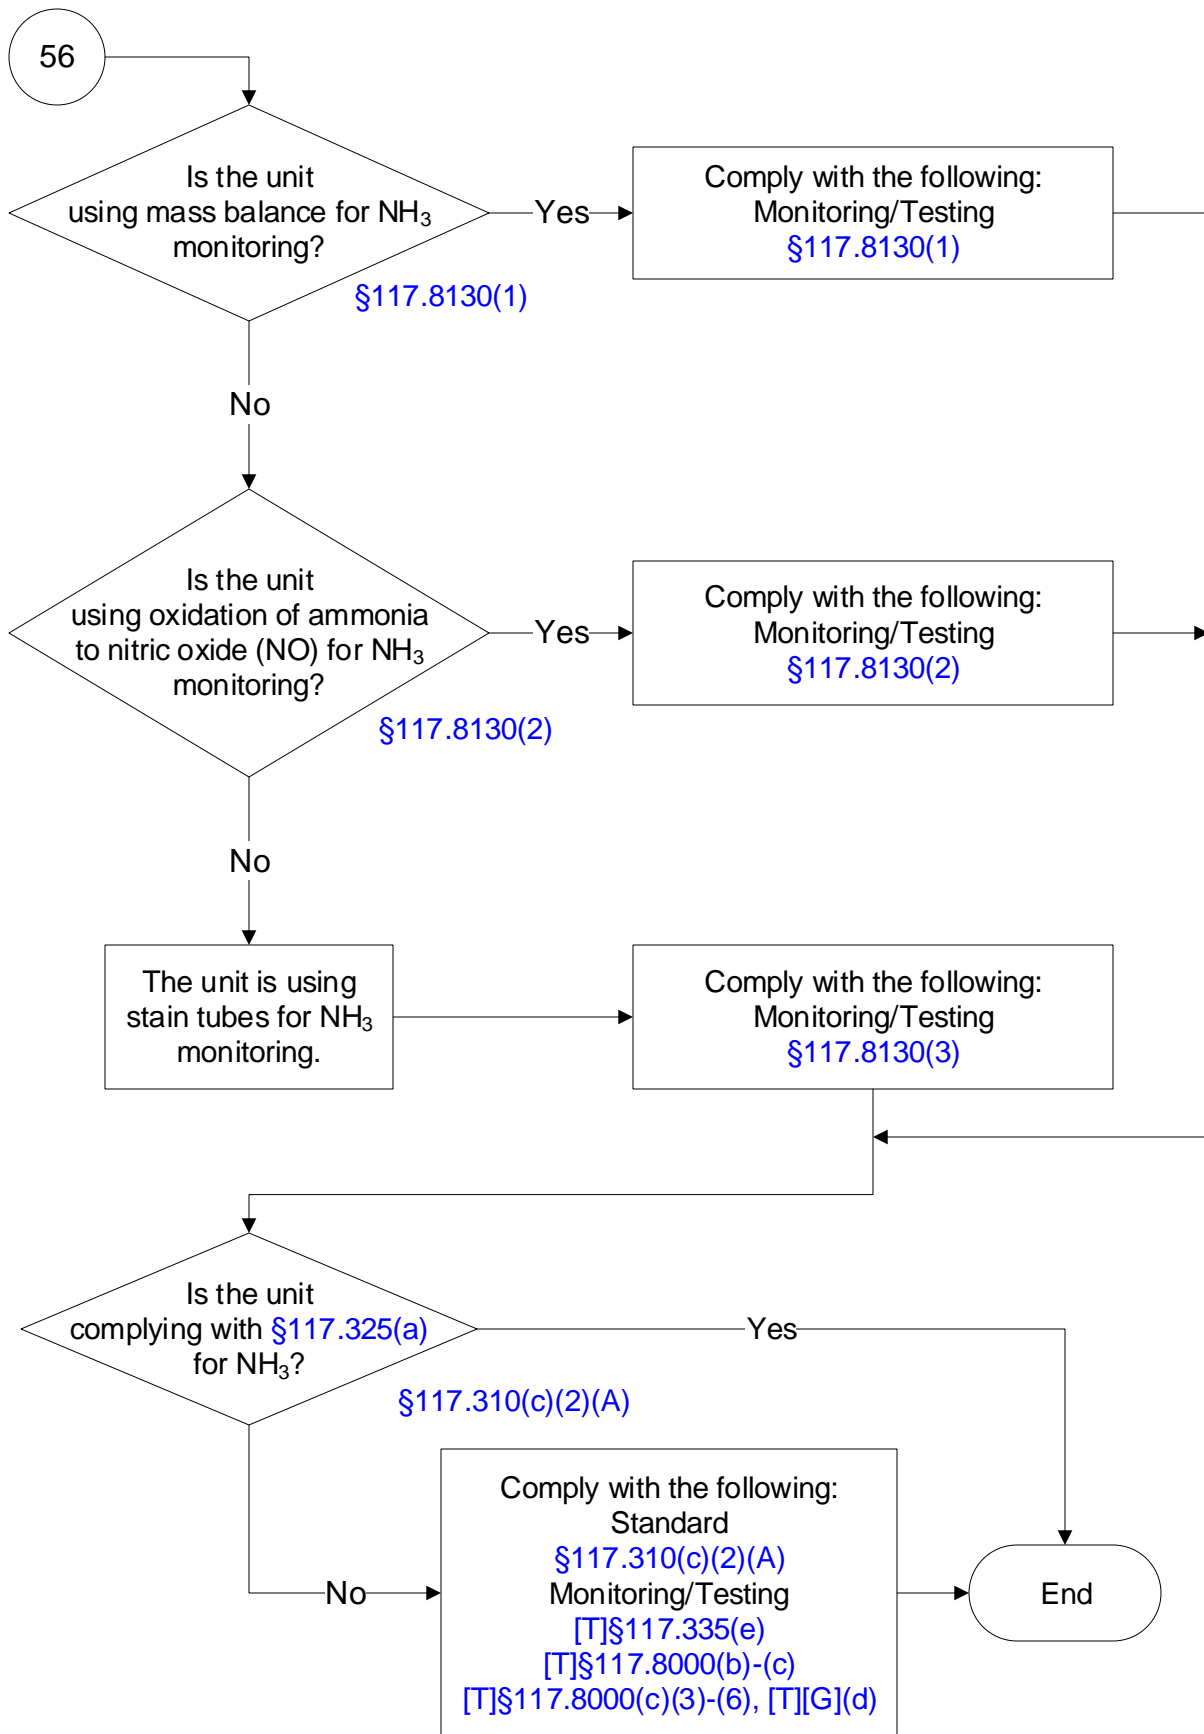 56
Is the unit
using mass balance for NH₃
monitoring?
§117.8130(1)
Yes
Comply with the following:
Monitoring/Testing
§117.8130(1)
No
Is the unit
using oxidation of ammonia
to nitric oxide (NO) for NH₃
monitoring?
§117.8130(2)
Yes
Comply with the following:
Monitoring/Testing
§117.8130(2)
No
The unit is using
stain tubes for NH₃
monitoring.
Comply with the following:
Monitoring/Testing
§117.8130(3)
Is the unit
complying with §117.325(a)
for NH₃?
§117.310(c)(2)(A)
Yes
No
Comply with the following:
Standard
§117.310(c)(2)(A)
Monitoring/Testing
[T]§117.335(e)
[T]§117.8000(b)-(c)
[T]§117.8000(c)(3)-(6), [T][G](d)
End